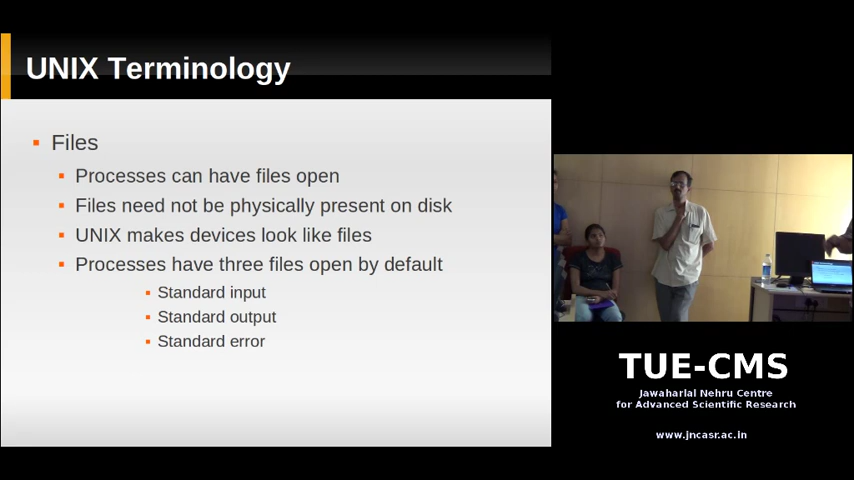 UNIX Terminology
Files
Processes can have files open
Files need not be physically present on disk
UNIX makes devices look like files
Processes have three files open by default
Standard input
Standard output
Standard error
TUE-CMS
Jawaharlal Nehru Centre
for Advanced Scientific Research
www.jncasr.ac.in